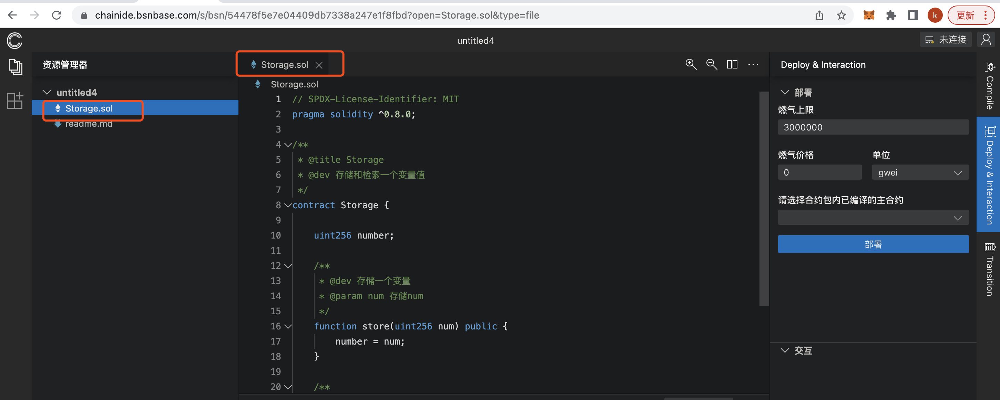 chainide.bsnbase.com/s/bsn/54478f5e7e04409db7338a247e1f8fbd?open=Storage.sol&type=file
k
更新
untitled4
未连接
资源管理器
untitled4
Storage.sol
readme.md
Storage.sol
Storage.sol
1 // SPDX-License-Identifier: MIT
2 pragma solidity ^0.8.0;
3
4 /**
5 * @title Storage
6 * @dev 存储和检索一个变量值
7 */
8 contract Storage {
9
10 uint256 number;
11
12 /**
13 * @dev 存储一个变量
14 * @param num 存储num
15 */
16 function store(uint256 num) public {
17 number = num;
18 }
19
20 /**
Deploy & Interaction
部署
燃气上限
3000000
燃气价格 单位
0 gwei
请选择合约包内已编译的主合约
部署
交互
Compile
Deploy & Interaction
Transition